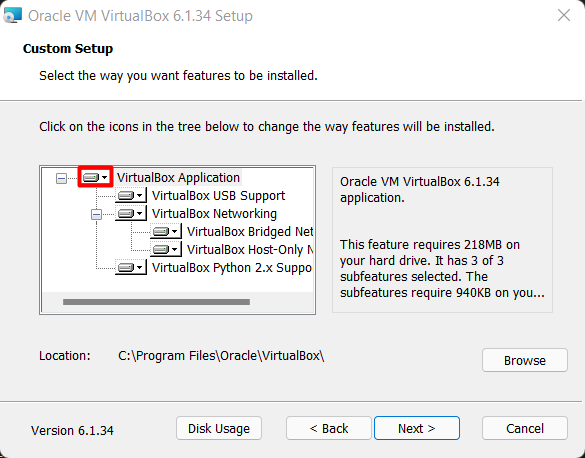 Oracle VM VirtualBox 6.1.34 Setup
Custom Setup
Select the way you want features to be installed.
Click on the icons in the tree below to change the way features will be installed.
VirtualBox Application
VirtualBox USB Support
VirtualBox Networking
VirtualBox Bridged Net
VirtualBox Host-Only N
VirtualBox Python 2.x Suppo
Oracle VM VirtualBox 6.1.34
application.
This feature requires 218MB on
your hard drive. It has 3 of 3
subfeatures selected. The
subfeatures require 940KB on you...
Location: C:\Program Files\Oracle\VirtualBox\
Browse
Version 6.1.34
Disk Usage
< Back
Next >
Cancel